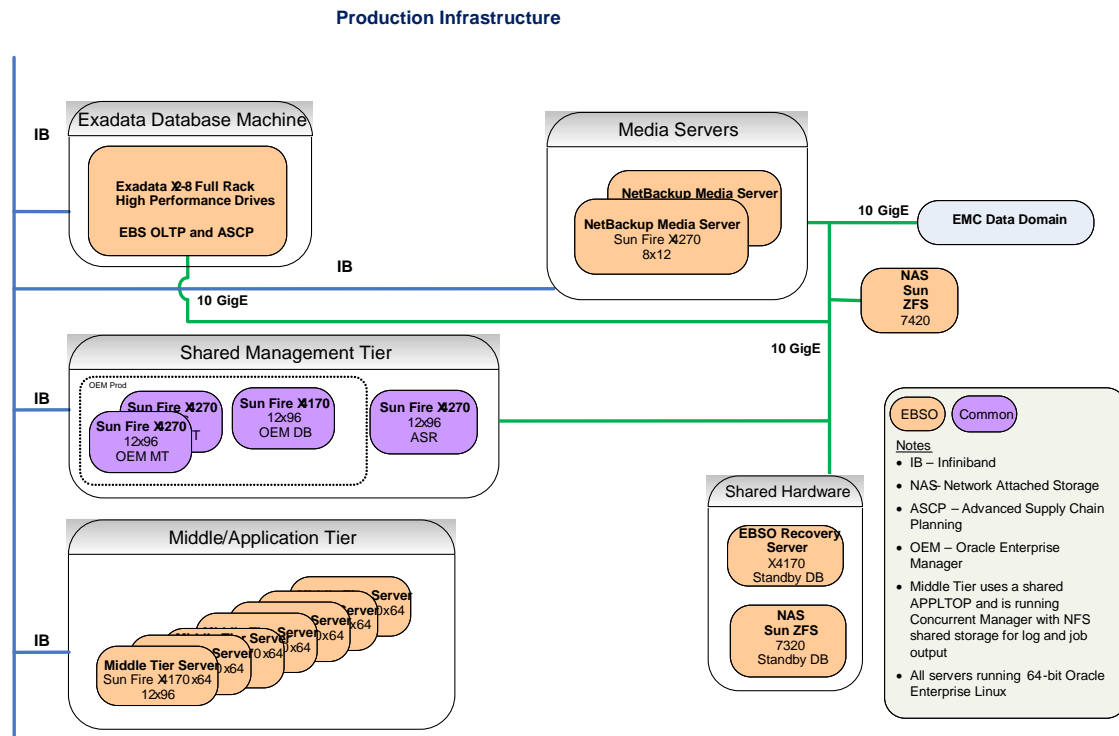 Production Infrastructure
IB
Exadata Database Machine
Exadata X2-8 Full Rack
High Performance Drives
EBS OLTP and ASCP
Media Servers
NetBackup Media Server
NetBackup Media Server
Sun Fire X4270
8x12
10 GigE
EMC Data Domain
IB
10 GigE
NAS
Sun
ZFS
7420
10 GigE
Shared Management Tier
IB
OEM Prod
Sun Fire X4270
Sun Fire X4270
12x96
OEM MT
Sun Fire X4170
12x96
OEM DB
Sun Fire X4270
12x96
ASR
Shared Hardware
EBSO Recovery
Server
X4170
Standby DB
NAS
Sun ZFS
7320
Standby DB
Middle/Application Tier
IB
Middle Tier Server
Sun Fire X4170x64
12x96
EBSO
Common
Notes
• IB – Infiniband
• NAS- Network Attached Storage
• ASCP – Advanced Supply Chain
Planning
• OEM – Oracle Enterprise
Manager
• Middle Tier uses a shared
APPLTOP and is running
Concurrent Manager with NFS
shared storage for log and job
output
• All servers running 64-bit Oracle
Enterprise Linux